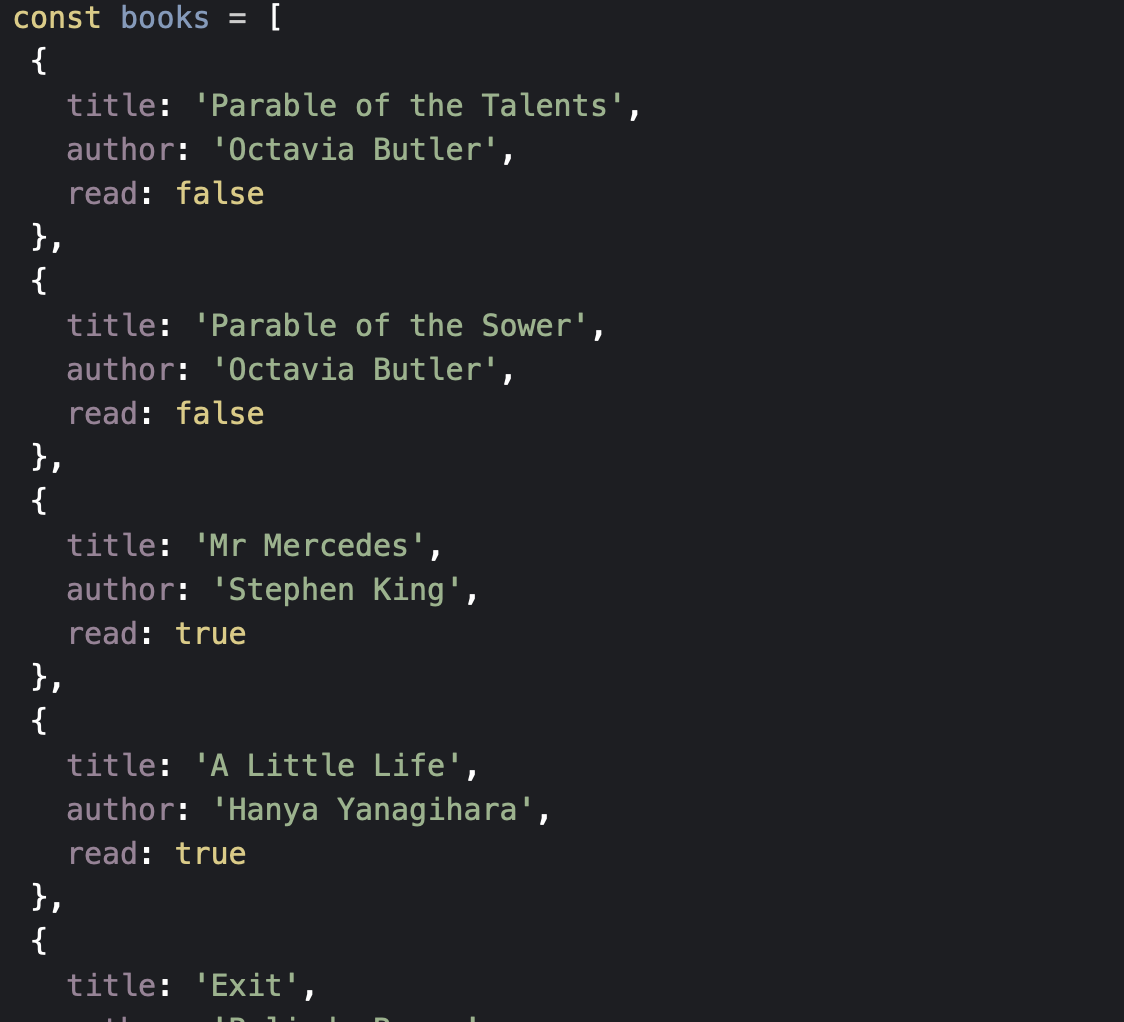 const books = [
 {
   title: 'Parable of the Talents',
   author: 'Octavia Butler',
   read: false
 },
 {
   title: 'Parable of the Sower',
   author: 'Octavia Butler',
   read: false
 },
 {
   title: 'Mr Mercedes',
   author: 'Stephen King',
   read: true
 },
 {
   title: 'A Little Life',
   author: 'Hanya Yanagihara',
   read: true
 },
 {
   title: 'Exit',